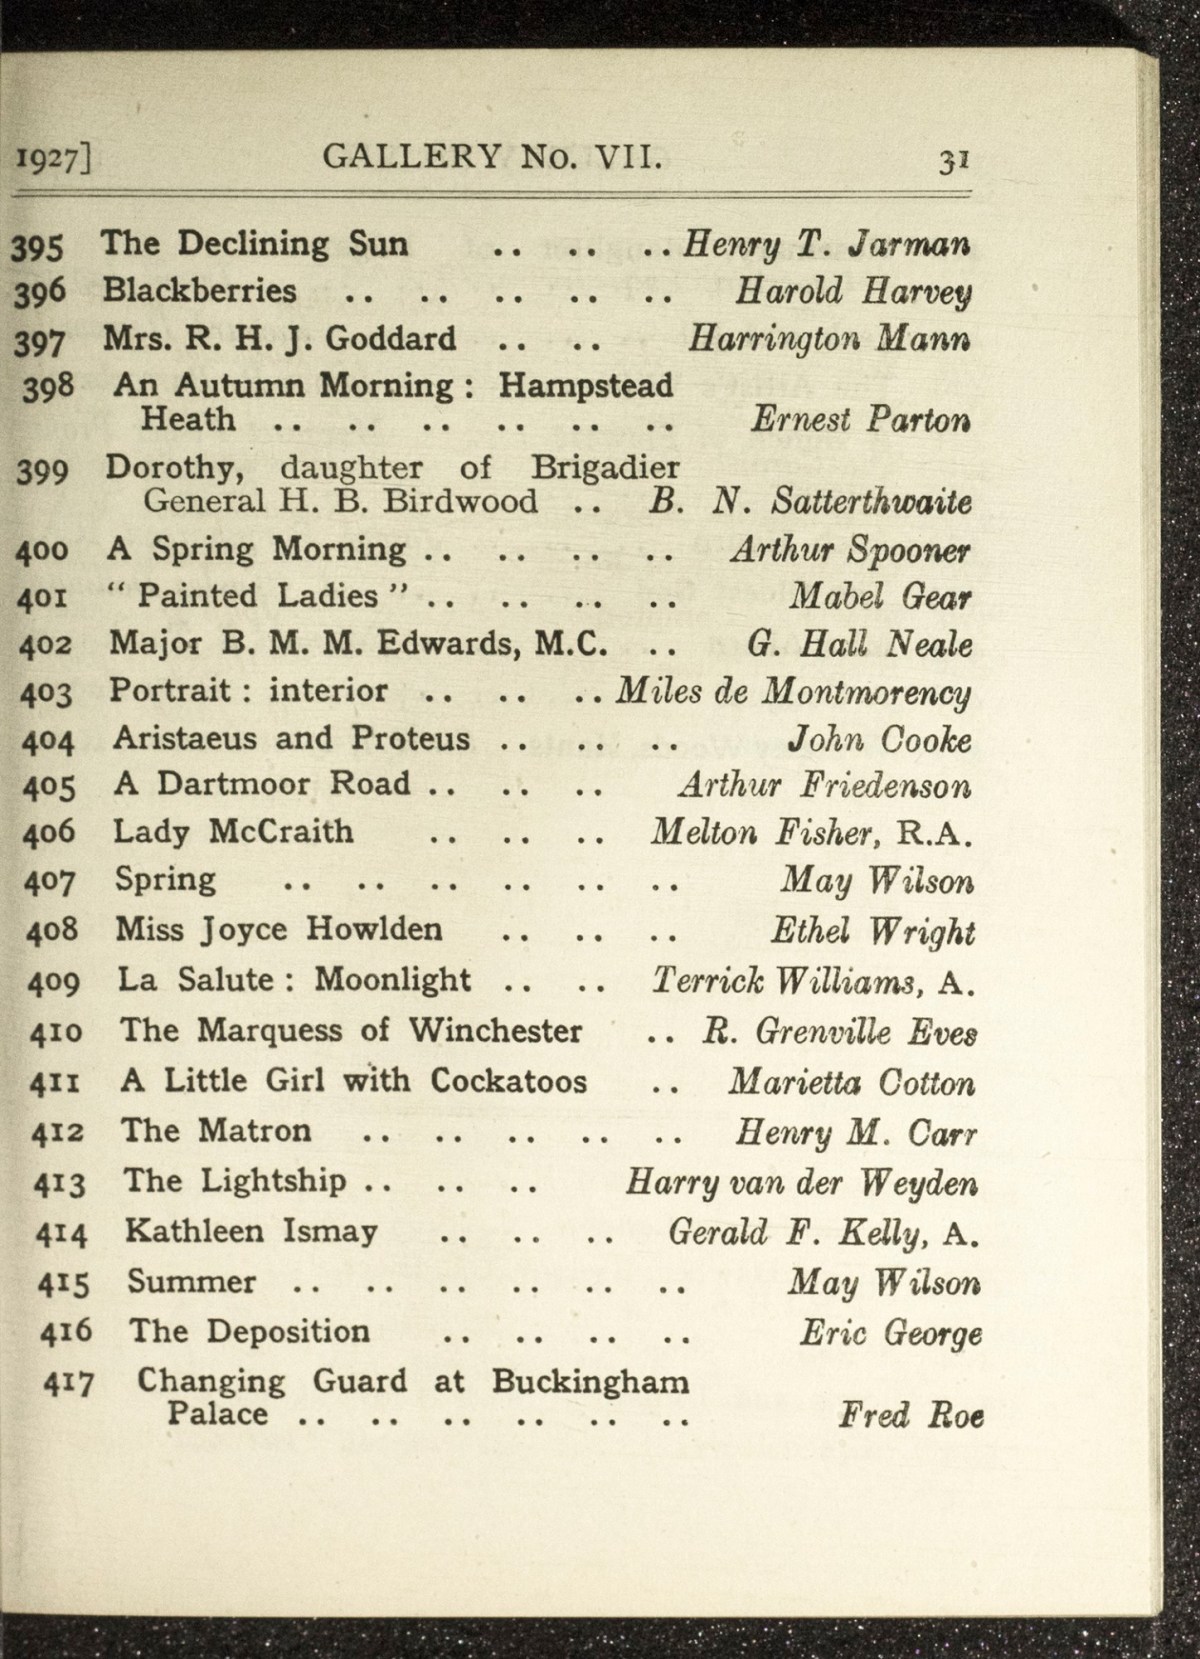 1927] GALLERY No. VII. 31
395 The Declining Sun .. .. .. Henry T. Jarman
396 Blackberries .. .. .. .. .. Harold Harvey
397 Mrs. R. H. J. Goddard .. .. Harrington Mann
398 An Autumn Morning : Hampstead
Heath .. .. .. .. .. .. Ernest Parton
399 Dorothy, daughter of Brigadier
General H. B. Birdwood .. B. N. Satterthwaite
400 A Spring Morning .. .. .. .. Arthur Spooner
401 " Painted Ladies " .. .. .. .. Mabel Gear
402 Major B. M. M. Edwards, M.C. .. G. Hall Neale
403 Portrait : interior .. .. .. Miles de Montmorency
404 Aristaeus and Proteus .. .. .. John Cooke
405 A Dartmoor Road .. .. .. Arthur Friedenson
406 Lady McCraith .. .. .. Melton Fisher, R.A.
407 Spring .. .. .. .. .. .. May Wilson
408 Miss Joyce Howlden .. .. .. Ethel Wright
409 La Salute : Moonlight .. .. Terrick Williams, A.
410 The Marquess of Winchester .. R. Grenville Eves
411 A Little Girl with Cockatoos .. Marietta Cotton
412 The Matron .. .. .. .. .. Henry M. Carr
413 The Lightship .. .. .. Harry van der Weyden
414 Kathleen Ismay .. .. .. Gerald F. Kelly, A.
415 Summer .. .. .. .. .. .. May Wilson
416 The Deposition .. .. .. .. Eric George
417 Changing Guard at Buckingham
Palace .. .. .. .. .. .. Fred Roe